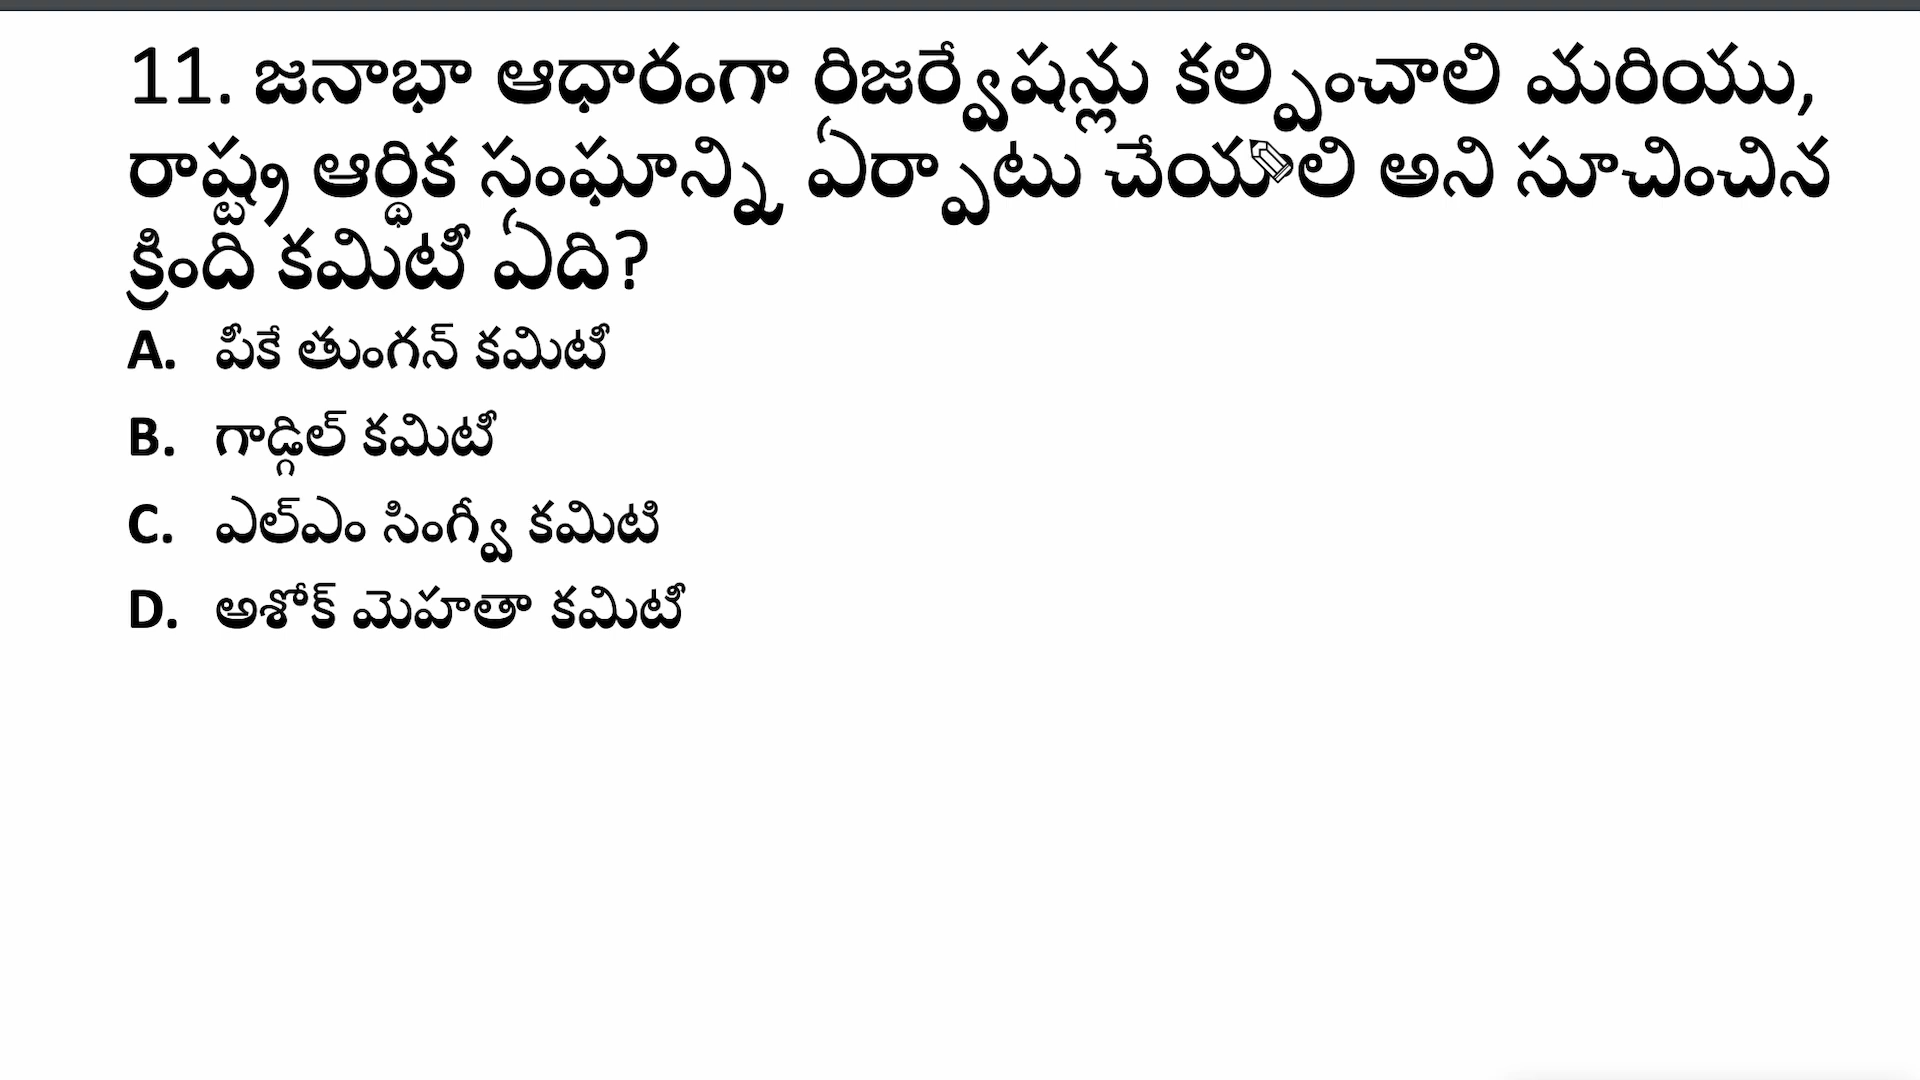 11. జనాభా ఆధారంగా రిజర్వేషన్లు కల్పించాలి మరియు,
రాష్ట్ర ఆర్థిక సంఘాన్ని ఏర్పాటు చేయాలి అని సూచించిన
క్రింది కమిటీ ఏది?
A. పీకే తుంగన్ కమిటీ
B. గాడ్గిల్ కమిటీ
C. ఎల్ఎం సింగ్వీ కమిటి
D. అశోక్ మెహతా కమిటీ